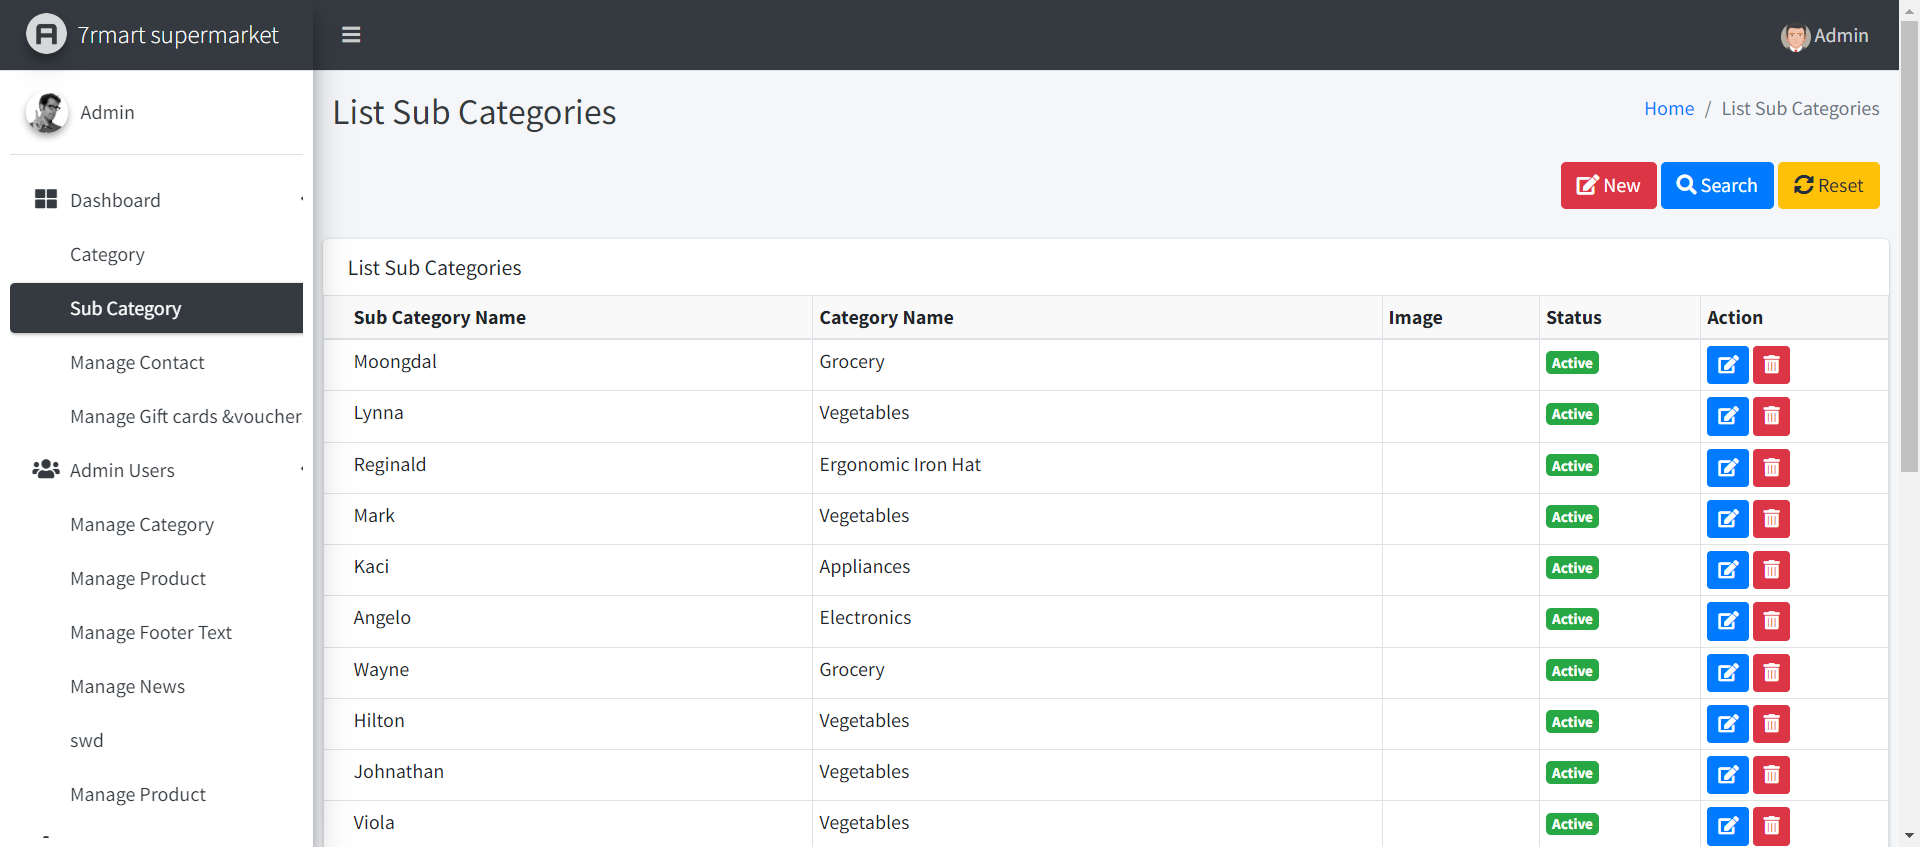 7rmart supermarket
Admin
Admin
Dashboard
Category
Sub Category
Manage Contact
Manage Gift cards &voucher
Admin Users
Manage Category
Manage Product
Manage Footer Text
Manage News
swd
Manage Product
List Sub Categories
Home / List Sub Categories
New Search Reset
List Sub Categories
Sub Category Name Category Name Image Status Action
Moongdal Grocery Active
Lynna Vegetables Active
Reginald Ergonomic Iron Hat Active
Mark Vegetables Active
Kaci Appliances Active
Angelo Electronics Active
Wayne Grocery Active
Hilton Vegetables Active
Johnathan Vegetables Active
Viola Vegetables Active